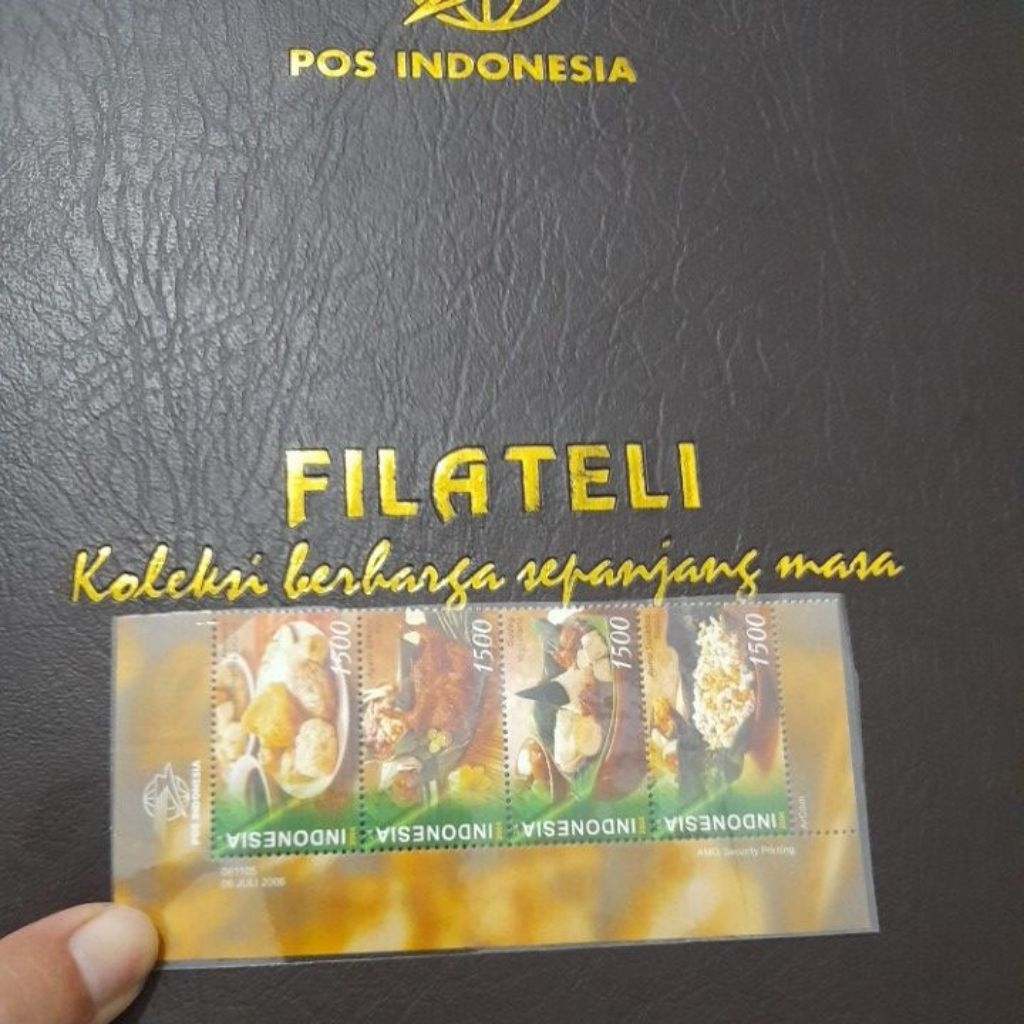 POS INDONESIA
FILATELI
Koleksi berharga sepanjang masa
1500
1500
1500
1500
POS INDONESIA
INDONESIA
INDONESIA
INDONESIA
INDONESIA
AMG Security Printing
061105
06 JULI 2006